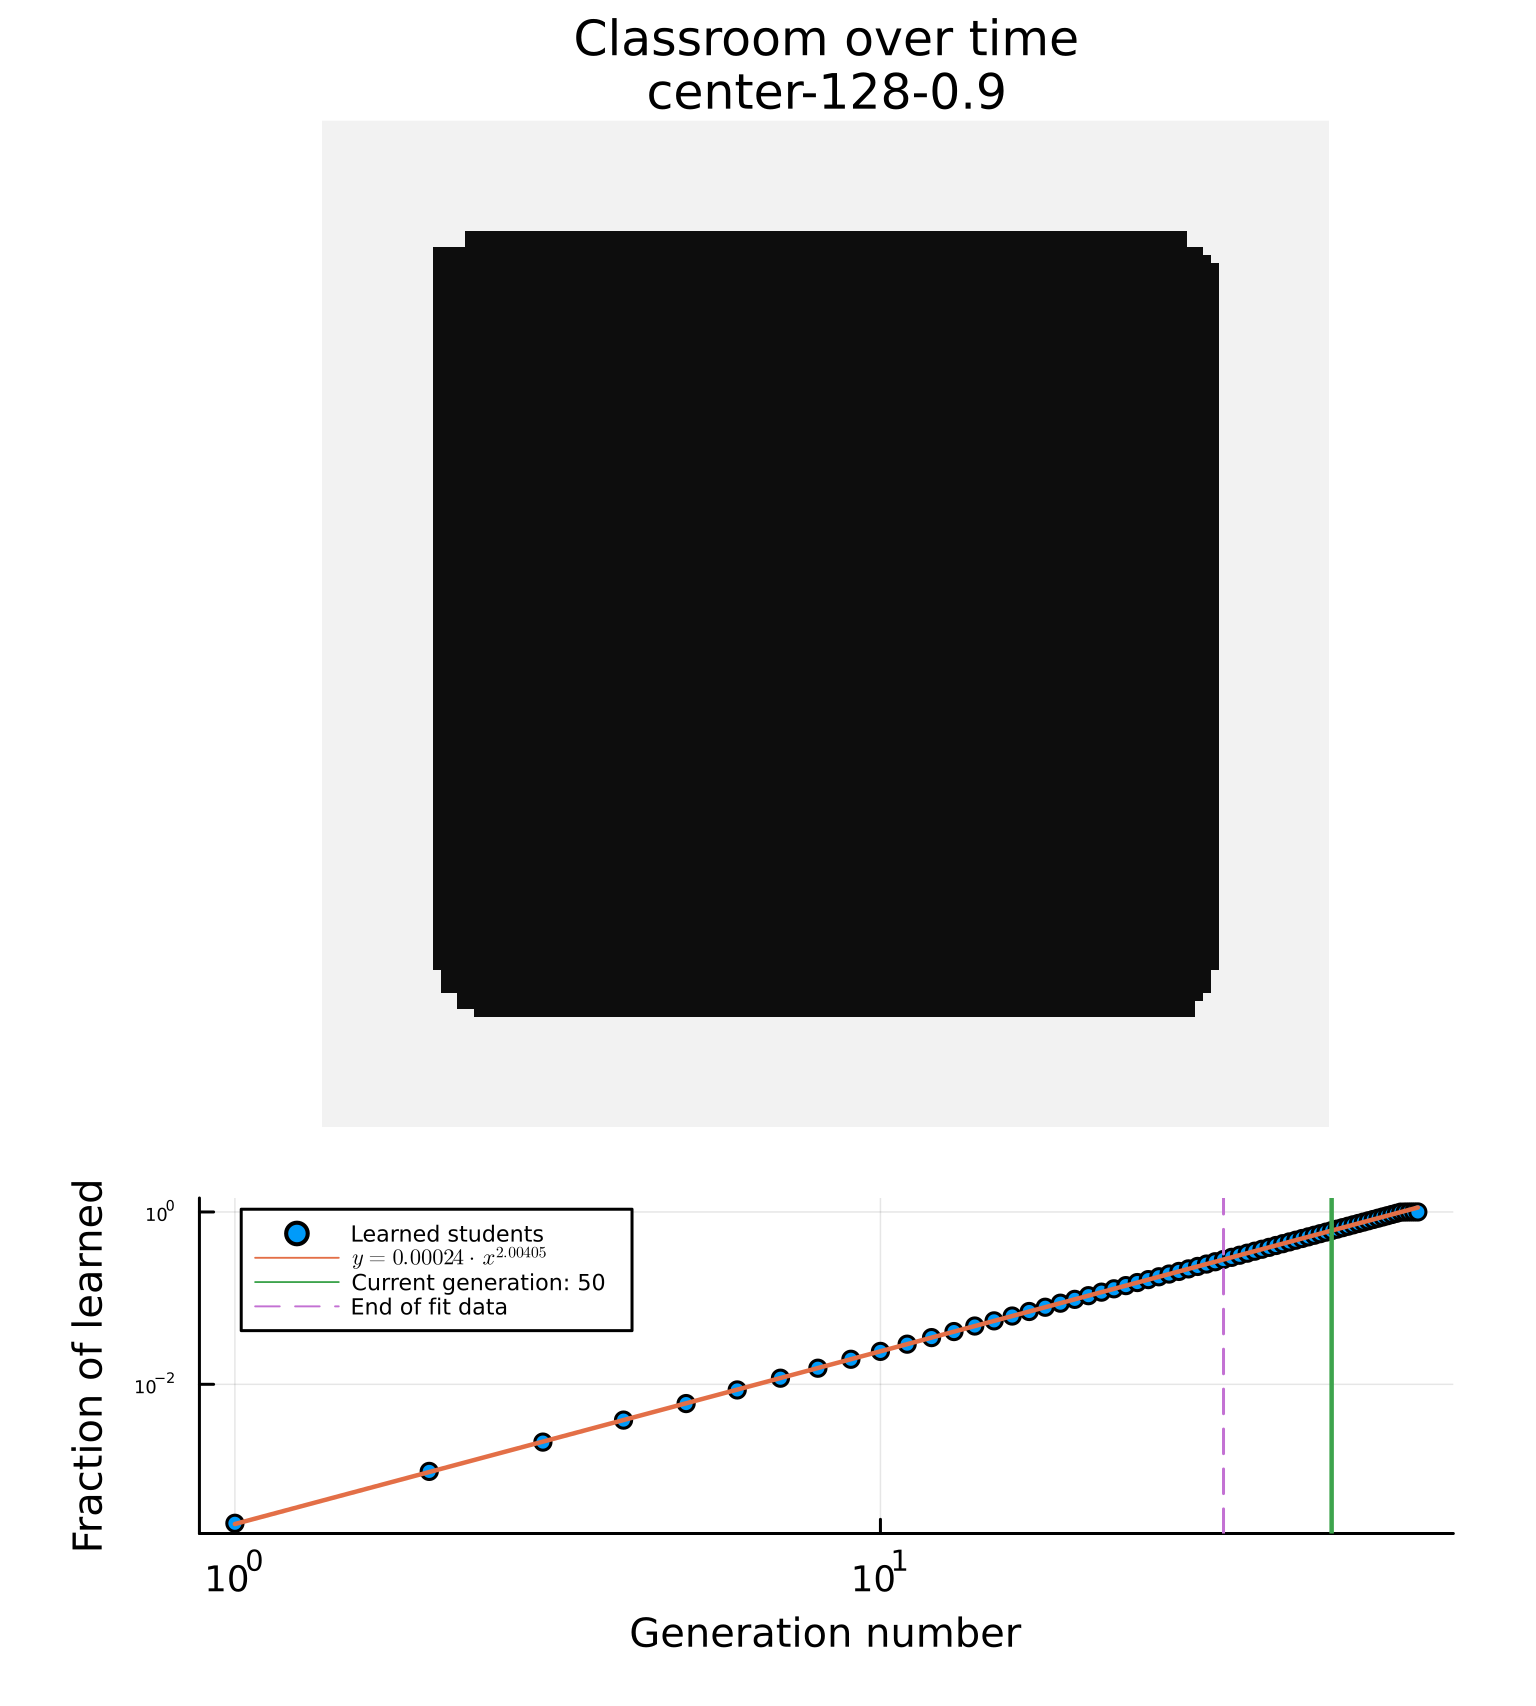 Classroom over time
center-128-0.9
Fraction of learned
10^0
10^-2
Learned students
y = 0.00024 · x^2.00405
Current generation: 50
End of fit data
10^0
10^1
Generation number